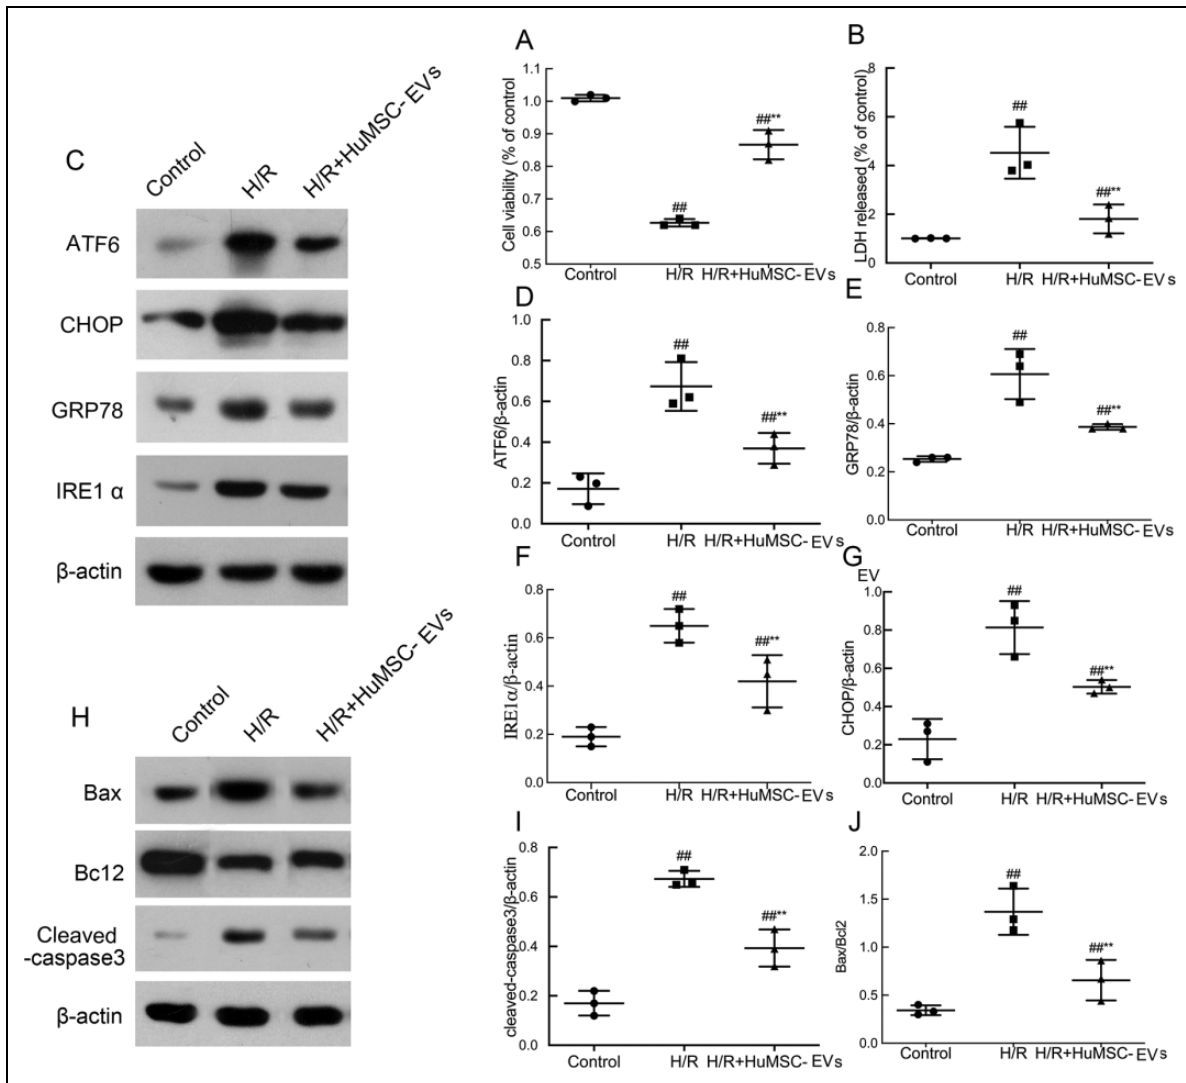 C
Control
H/R
H/R+HuMSC- EVs
ATF6
CHOP
GRP78
IRE1 α
β-actin
H
Control
H/R
H/R+HuMSC- EVs
Bax
Bc12
Cleaved
-caspase3
β-actin
A
Cell viability (% of control)
1.1
1.0
0.9
0.8
0.7
0.6
0.5
##
##**
Control
H/R
H/R+HuMSC-EVs
B
LDH released (% of control)
8
6
4
2
0
##
##**
Control
H/R
H/R+HuMSC-EVs
D
ATF6/β-actin
1.0
0.8
0.6
0.4
0.2
0.0
##
##**
Control
H/R
H/R+HuMSC- EVs
E
GRP78/β-actin
0.8
0.6
0.4
0.2
0.0
##
##**
Control
H/R
H/R+HuMSC-EVs
F
IRE1α/β-actin
0.8
0.6
0.4
0.2
0.0
##
##**
Control
H/R
H/R+HuMSC-EVs
G
EV
CHOP/β-actin
1.0
0.8
0.6
0.4
0.2
0.0
##
##**
Control
H/R
H/R+HuMSC- EVs
I
cleaved-caspase3/β-actin
0.8
0.6
0.4
0.2
0.0
##
##**
Control
H/R
H/R+HuMSC-EVs
J
Bax/Bcl2
2.0
1.5
1.0
0.5
0.0
##
##**
Control
H/R
H/R+HuMSC-EVs